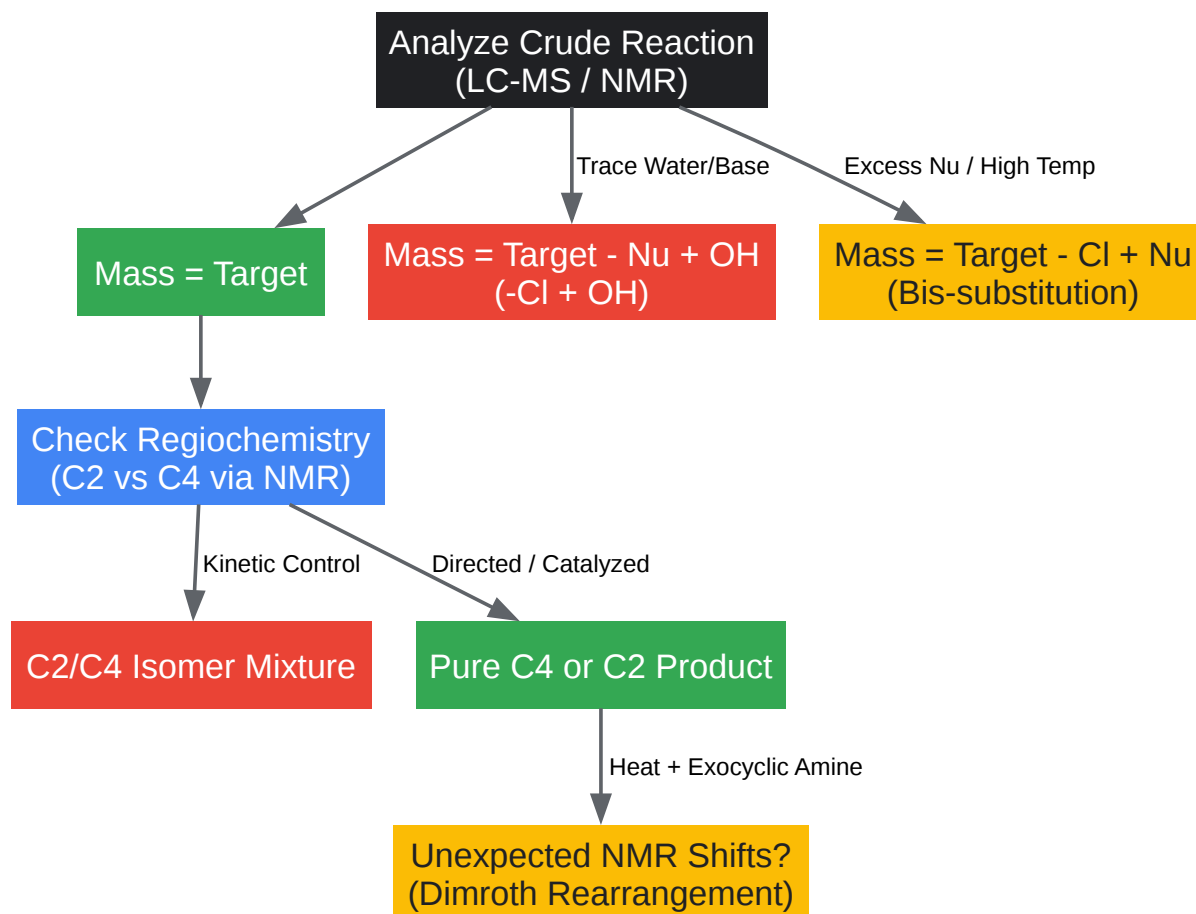 Analyze Crude Reaction
(LC-MS / NMR)
Trace Water/Base
Excess Nu / High Temp
Mass = Target
Mass = Target - Nu + OH
(-Cl + OH)
Mass = Target - Cl + Nu
(Bis-substitution)
Check Regiochemistry
(C2 vs C4 via NMR)
Kinetic Control
Directed / Catalyzed
C2/C4 Isomer Mixture
Pure C4 or C2 Product
Heat + Exocyclic Amine
Unexpected NMR Shifts?
(Dimroth Rearrangement)